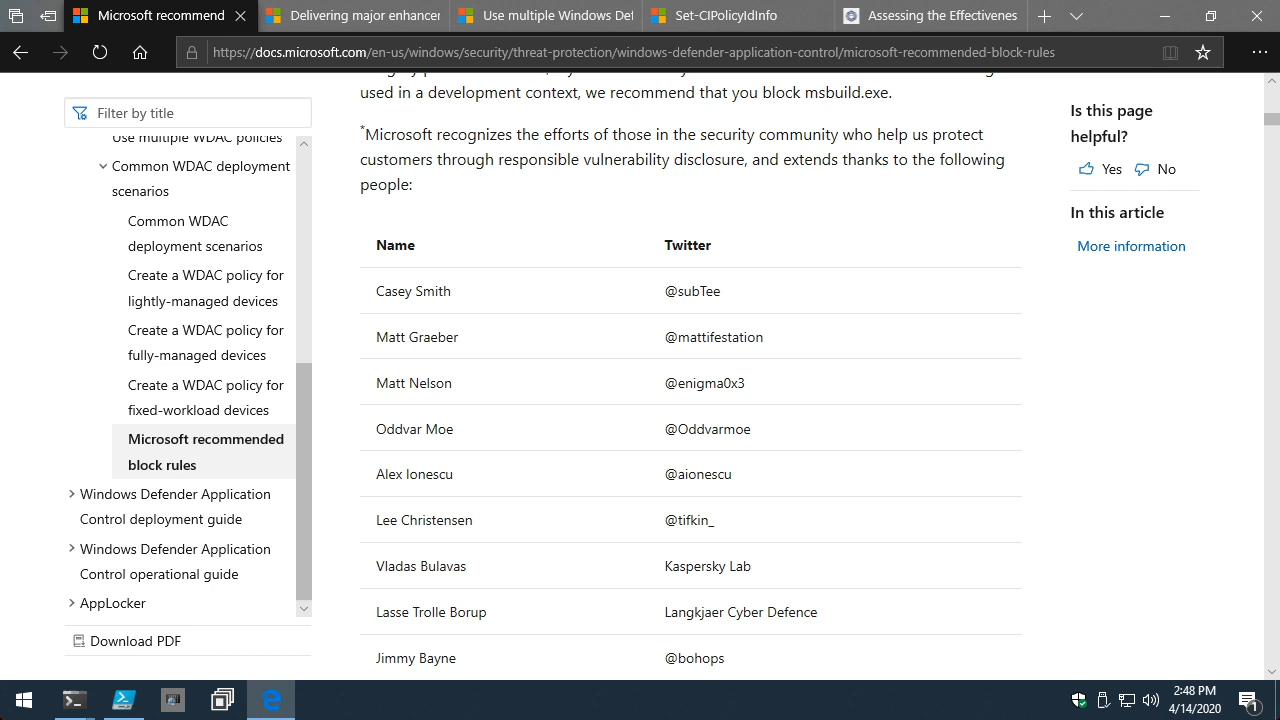 Microsoft recommend
Delivering major enhancer
Use multiple Windows Def
Set-CIPolicyIdInfo
Assessing the Effectivenes
https://docs.microsoft.com/en-us/windows/security/threat-protection/windows-defender-application-control/microsoft-recommended-block-rules
Filter by title
Use multiple WDAC policies
Common WDAC deployment
scenarios
Common WDAC
deployment scenarios
Create a WDAC policy for
lightly-managed devices
Create a WDAC policy for
fully-managed devices
Create a WDAC policy for
fixed-workload devices
Microsoft recommended
block rules
Windows Defender Application
Control deployment guide
Windows Defender Application
Control operational guide
AppLocker
Download PDF
used in a development context, we recommend that you block msbuild.exe.
*Microsoft recognizes the efforts of those in the security community who help us protect
customers through responsible vulnerability disclosure, and extends thanks to the following
people:
Name Twitter
Casey Smith @subTee
Matt Graeber @mattifestation
Matt Nelson @enigma0x3
Oddvar Moe @Oddvarmoe
Alex Ionescu @aionescu
Lee Christensen @tifkin_
Vladas Bulavas Kaspersky Lab
Lasse Trolle Borup Langkjaer Cyber Defence
Jimmy Bayne @bohops
Is this page
helpful?
Yes No
In this article
More information
2:48 PM
4/14/2020
1